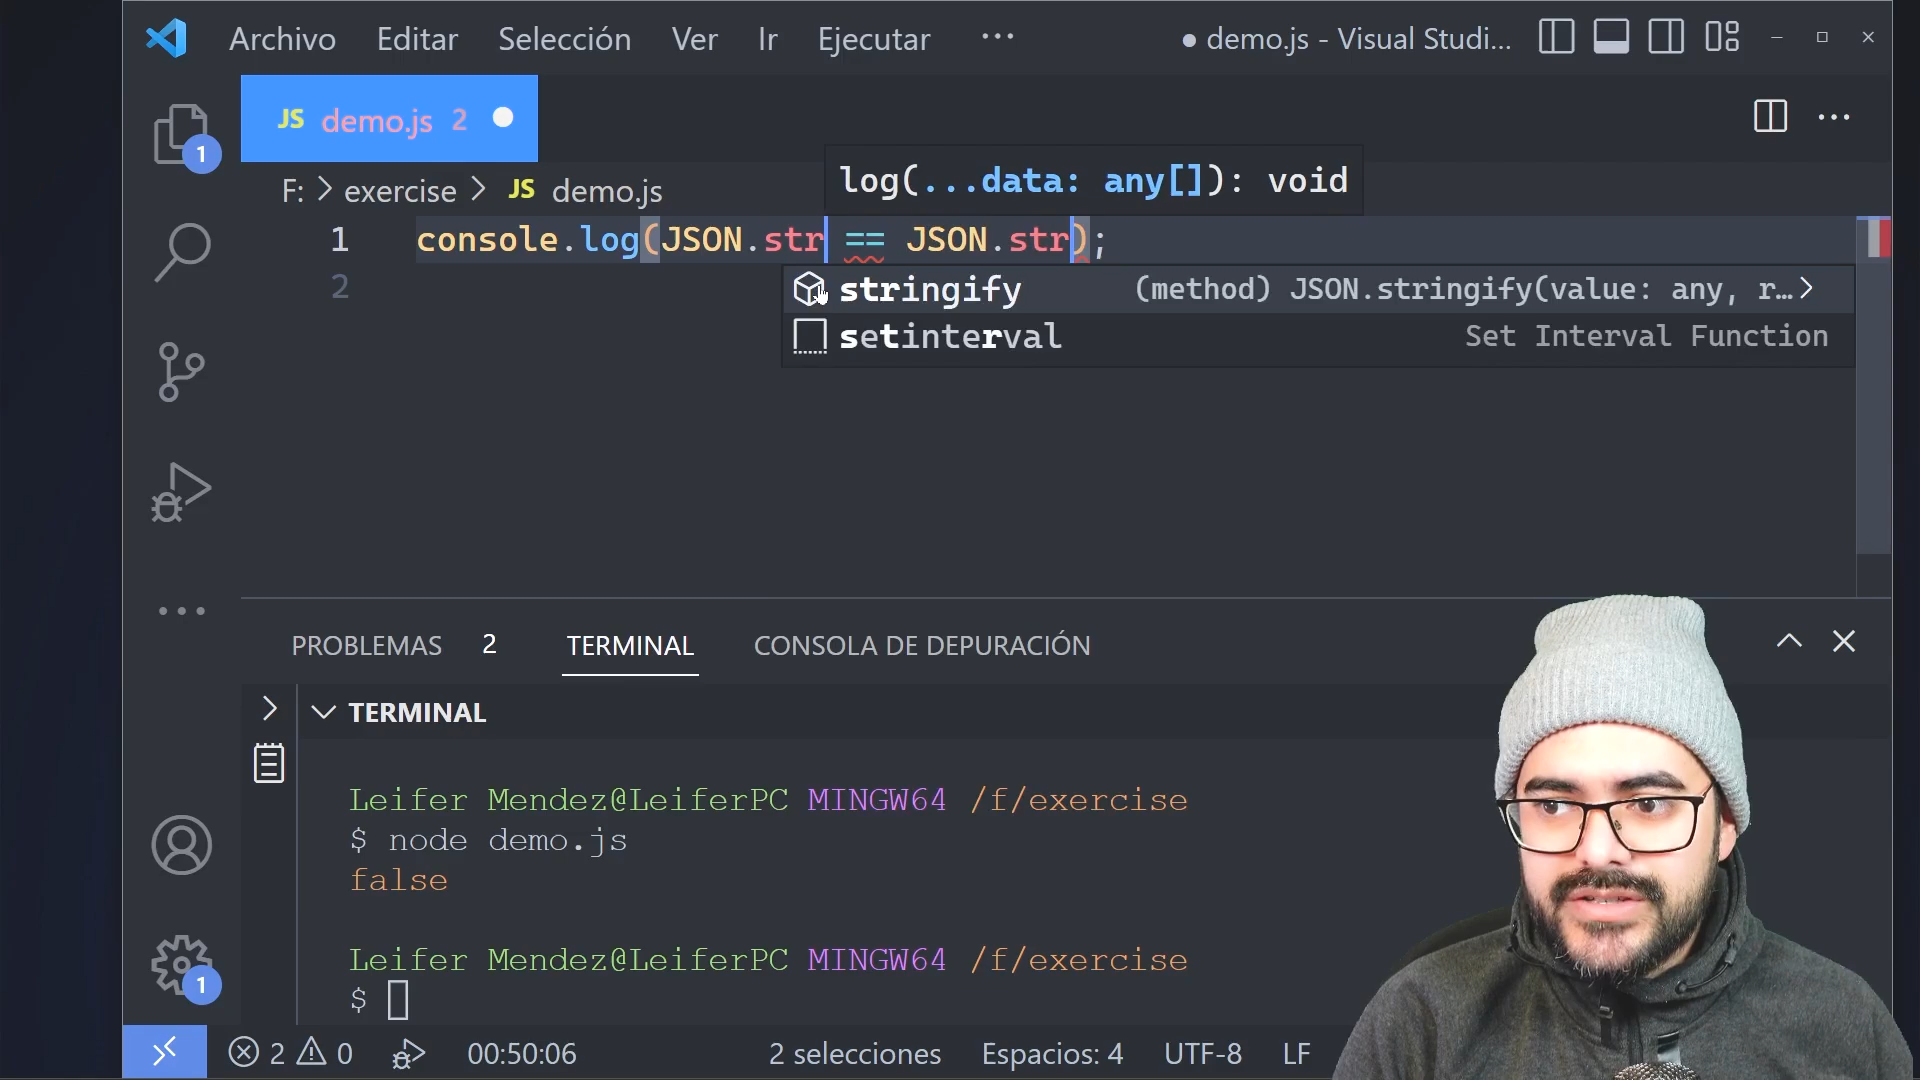 Archivo Editar Selección Ver Ir Ejecutar ··· ● demo.js - Visual Studi...
JS demo.js 2
1
F: > exercise > JS demo.js
log(...data: any[]): void
1 console.log(JSON.str == JSON.str);
2
stringify (method) JSON.stringify(value: any, r…>
setinterval Set Interval Function
PROBLEMAS 2 TERMINAL CONSOLA DE DEPURACIÓN
TERMINAL
Leifer Mendez@LeiferPC MINGW64 /f/exercise
$ node demo.js
false
Leifer Mendez@LeiferPC MINGW64 /f/exercise
$
1
2 0 00:50:06 2 selecciones Espacios: 4 UTF-8 LF